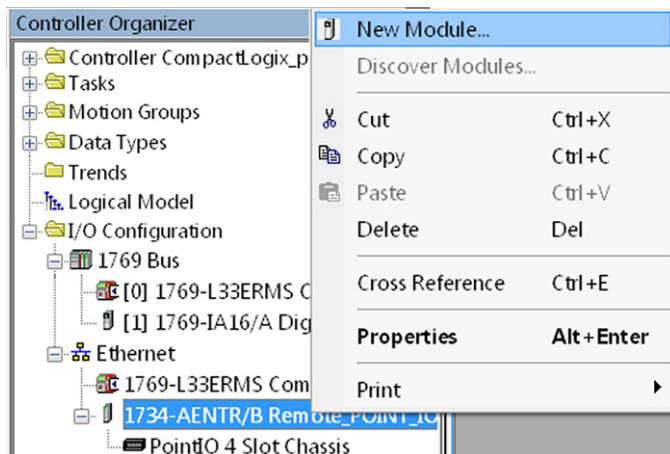 Controller Organizer
Controller CompactLogix_p
Tasks
Motion Groups
Data Types
Trends
Logical Model
I/O Configuration
1769 Bus
[0] 1769-L33ERMS C
[1] 1769-IA16/A Dig
Ethernet
1769-L33ERMS Com
1734-AENTR/B Remote_POINT_IO
PointIO 4 Slot Chassis
New Module...
Discover Modules...
Cut Ctrl+X
Copy Ctrl+C
Paste Ctrl+V
Delete Del
Cross Reference Ctrl+E
Properties Alt+Enter
Print